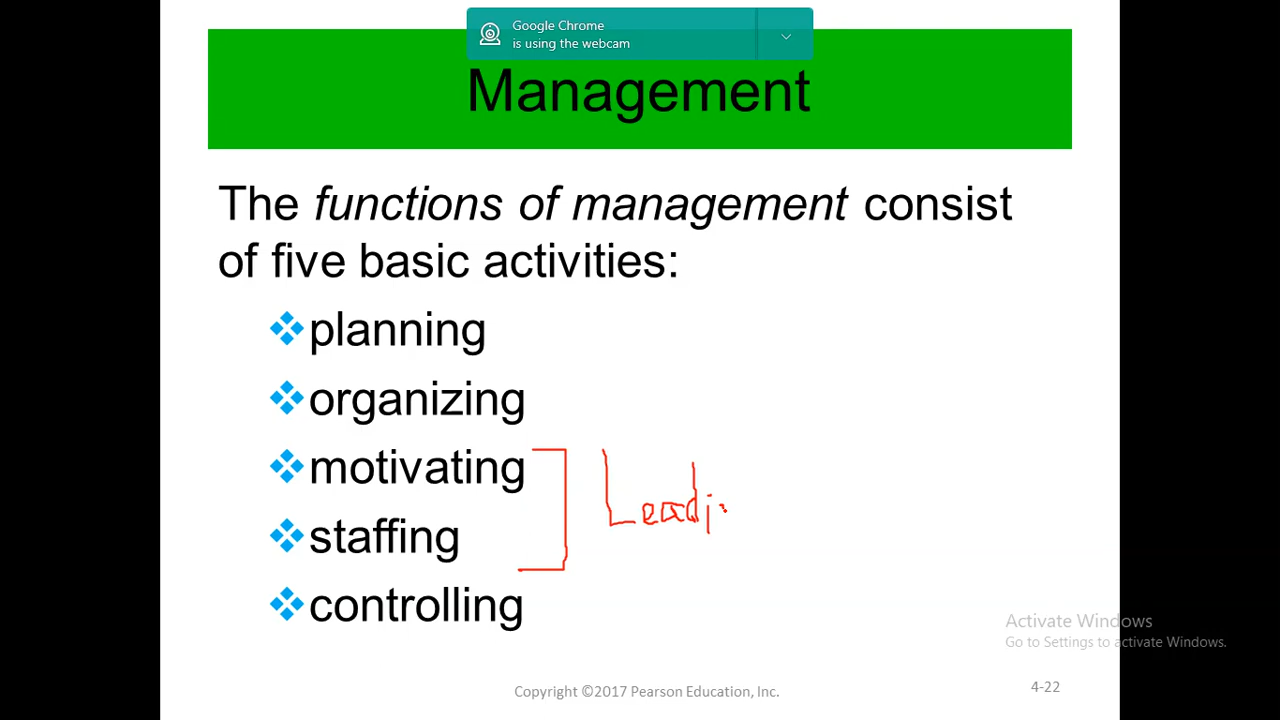 Google Chrome
is using the webcam
Management
The functions of management consist
of five basic activities:
planning
organizing
motivating
staffing
Leadi
controlling
Activate Windows
Go to Settings to activate Windows.
Copyright ©2017 Pearson Education, Inc.
4-22